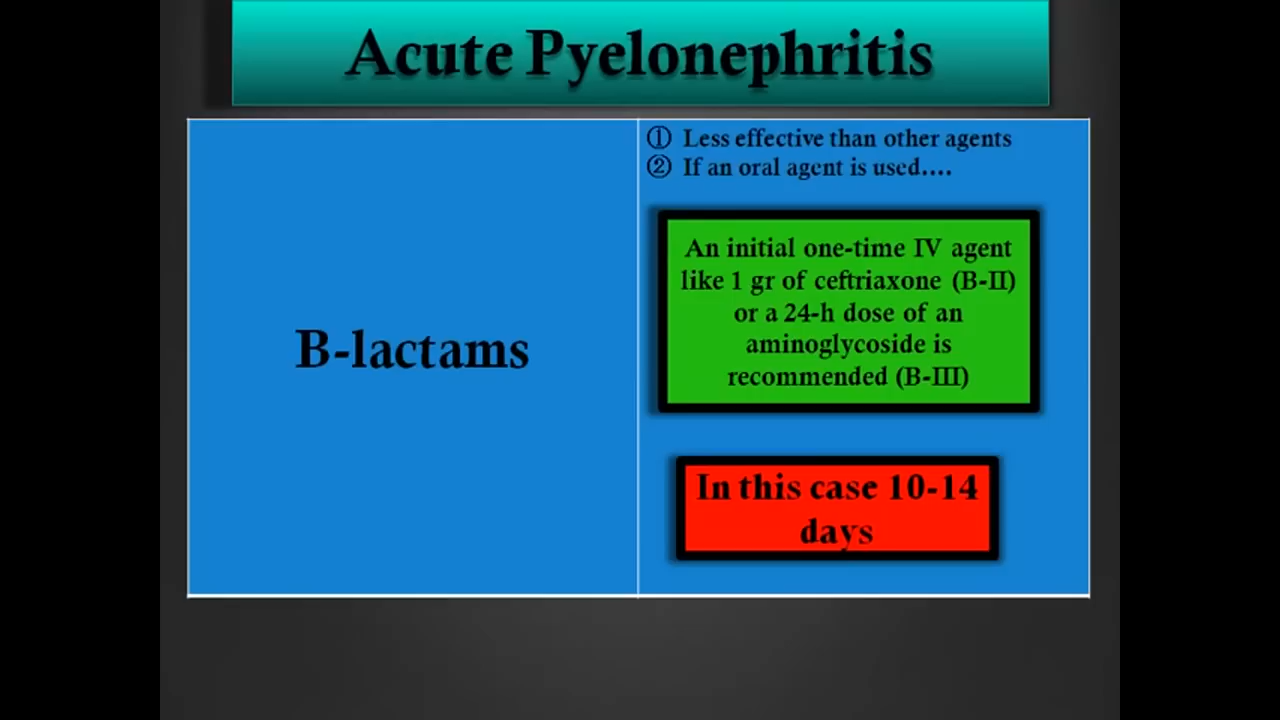 Acute Pyelonephritis
B-lactams
① Less effective than other agents
② If an oral agent is used....
An initial one-time IV agent
like 1 gr of ceftriaxone (B-II)
or a 24-h dose of an
aminoglycoside is
recommended (B-III)
In this case 10-14
days